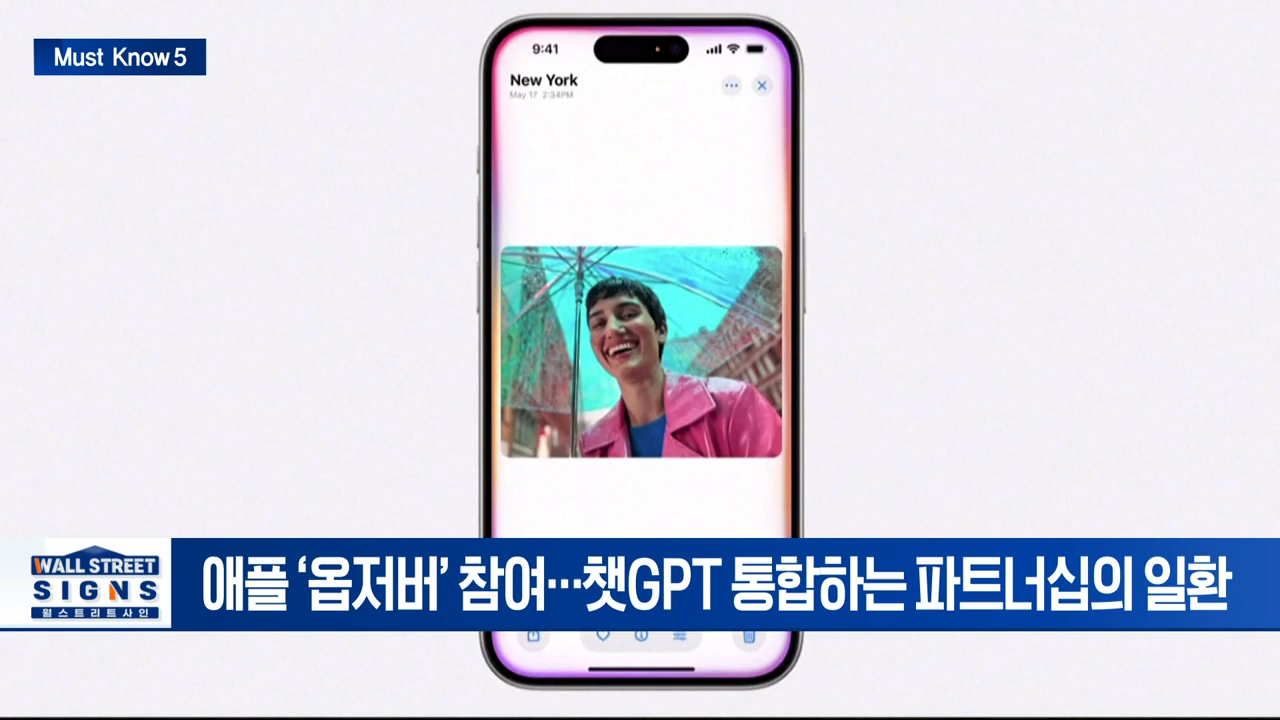 Must Know 5
9:41
New York
May 17 2:34PM
WALL STREET
SIGNS
월스트리트사인
애플 ‘옵저버’ 참여…챗GPT 통합하는 파트너십의 일환